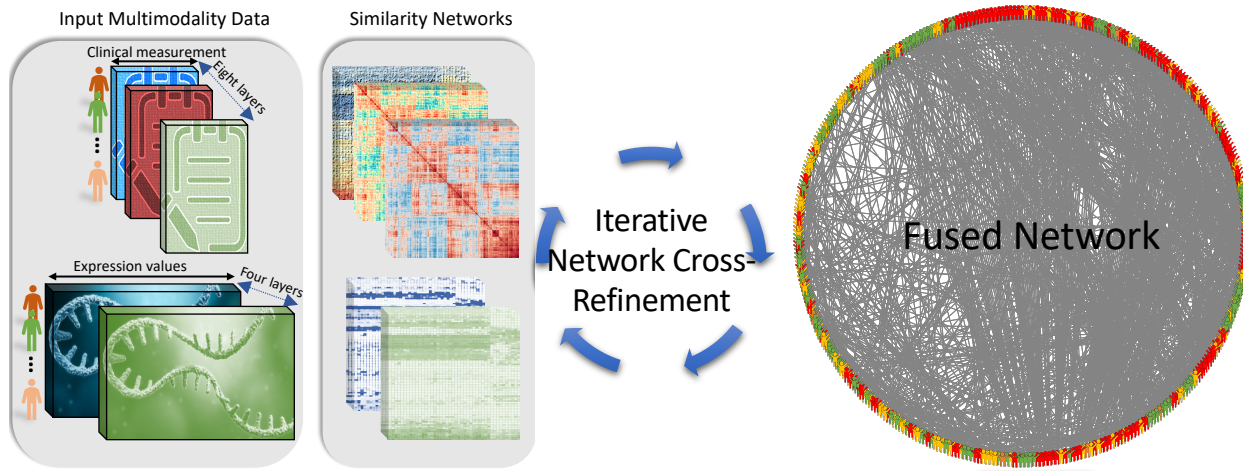 Input Multimodality Data
Similarity Networks
Clinical measurement
Eight layers
Expression values
Four layers
Iterative
Network Cross-
Refinement
Fused Network